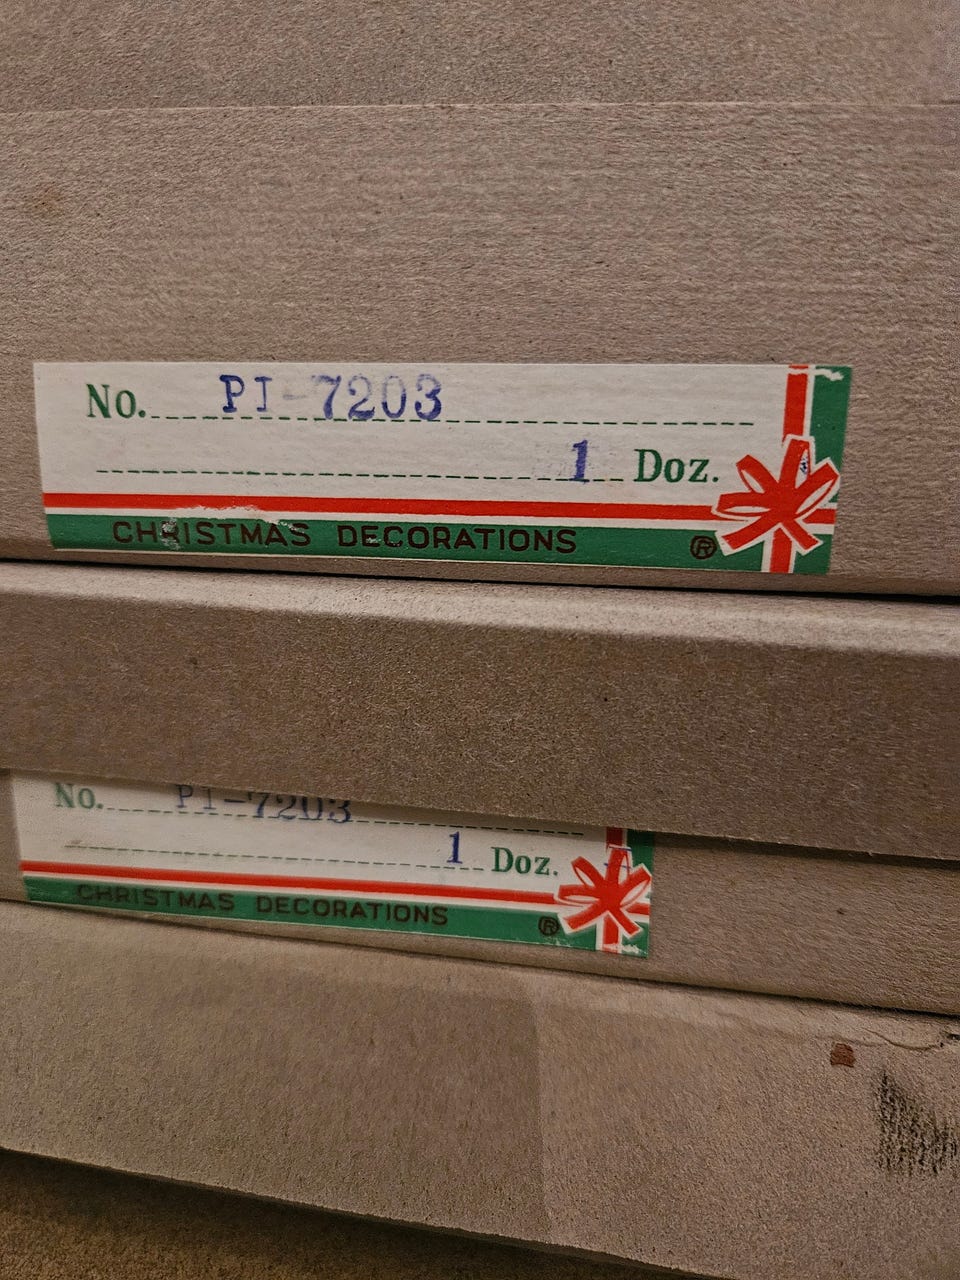 No. PI-7203
1 Doz.
CHRISTMAS DECORATIONS ®
No. PI-7203
1 Doz.
CHRISTMAS DECORATIONS ®